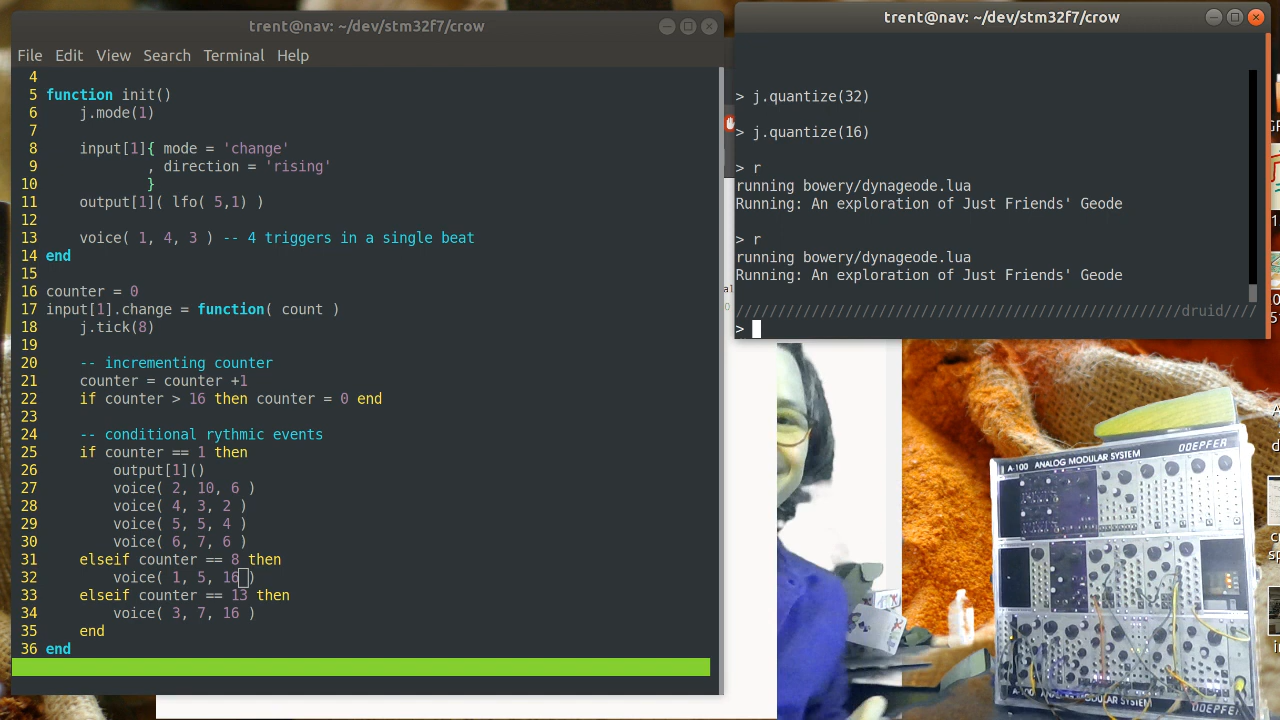 trent@nav: ~/dev/stm32f7/crow
File Edit View Search Terminal Help
4
5 function init()
6     j.mode(1)
7
8     input[1]{ mode = 'change'
9             , direction = 'rising'
10             }
11     output[1]( lfo( 5,1) )
12
13     voice( 1, 4, 3 ) -- 4 triggers in a single beat
14 end
15
16 counter = 0
17 input[1].change = function( count )
18     j.tick(8)
19
20     -- incrementing counter
21     counter = counter +1
22     if counter > 16 then counter = 0 end
23
24     -- conditional rythmic events
25     if counter == 1 then
26         output[1]()
27         voice( 2, 10, 6 )
28         voice( 4, 3, 2 )
29         voice( 5, 5, 4 )
30         voice( 6, 7, 6 )
31     elseif counter == 8 then
32         voice( 1, 5, 16 )
33     elseif counter == 13 then
34         voice( 3, 7, 16 )
35     end
36 end
trent@nav: ~/dev/stm32f7/crow
> j.quantize(32)
> j.quantize(16)
> r
running bowery/dynageode.lua
Running: An exploration of Just Friends' Geode
> r
running bowery/dynageode.lua
Running: An exploration of Just Friends' Geode
/////////////////////////////////////////////////////druid////
>
A-100 ANALOG MODULAR SYSTEM DOEPFER
A-100 ANALOG MODULAR SYSTEM DOEPFER